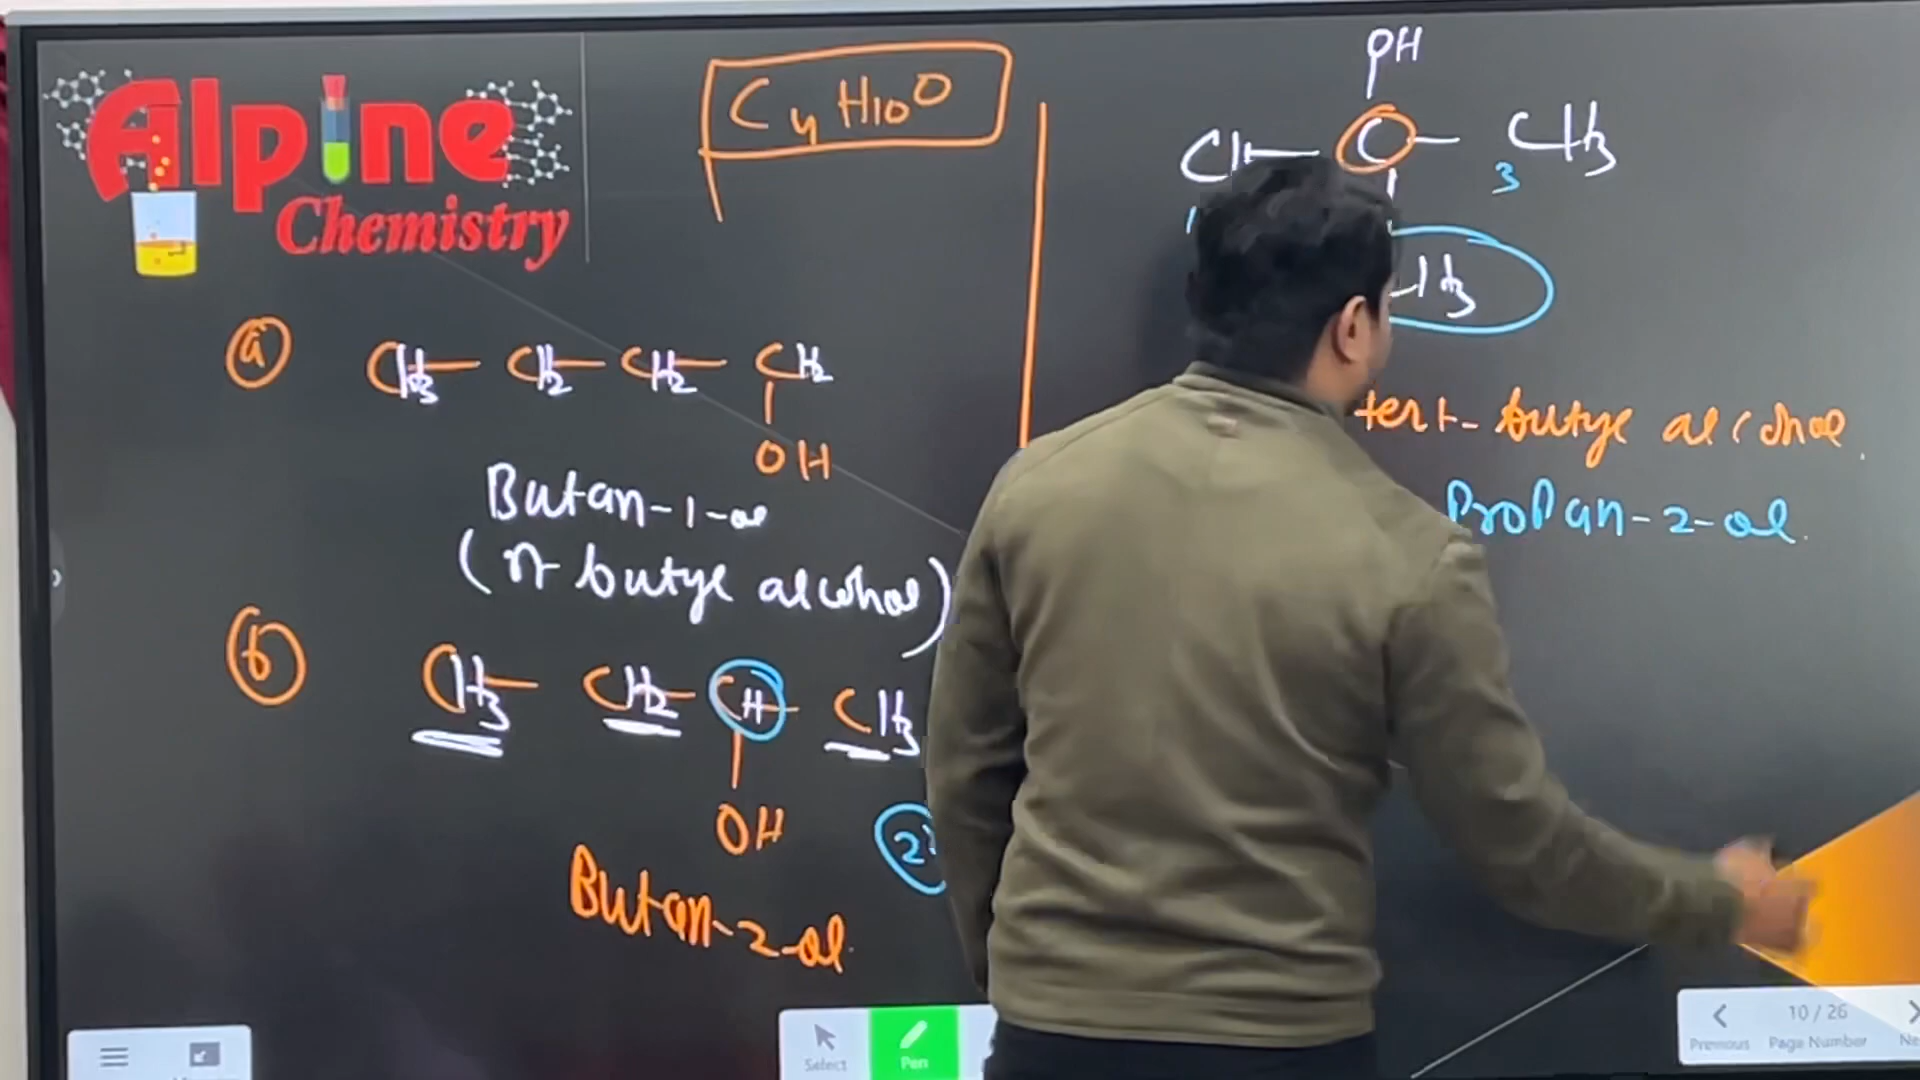 Alpine
Chemistry
C4H10O
(a) CH3 — CH2 — CH2 — CH2
OH
Butan-1-ol
(n butyl alcohol)
(b) CH3 — CH2 — CH — CH3
OH
Butan-2-ol
OH
C — CH3
3
tert-butyl alcohol.
Propan-2-ol.
Select
Pen
Previous
10 / 26
Page Number